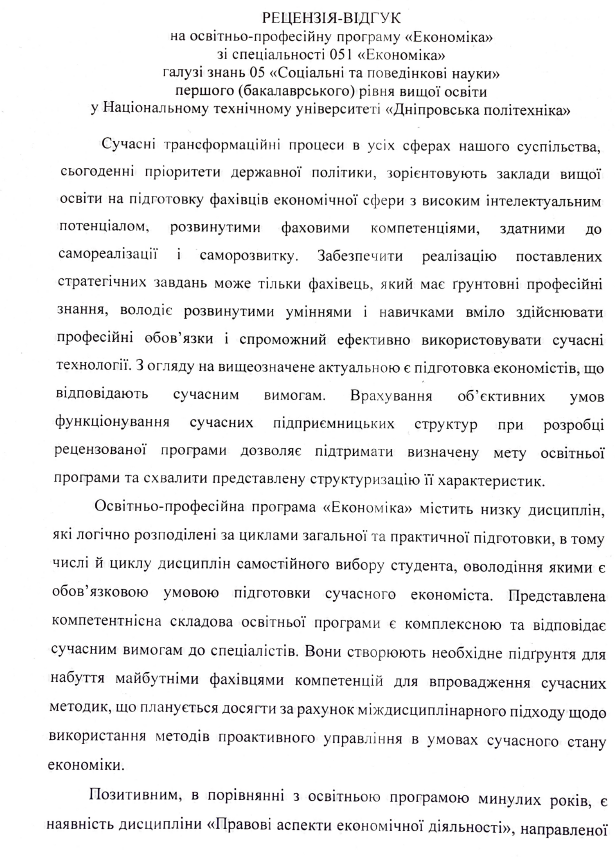 РЕЦЕНЗІЯ-ВІДГУК
на освітньо-професійну програму «Економіка»
зі спеціальності 051 «Економіка»
галузі знань 05 «Соціальні та поведінкові науки»
першого (бакалаврського) рівня вищої освіти
у Національному технічному університеті «Дніпровська політехніка»
Сучасні трансформаційні процеси в усіх сферах нашого суспільства,
сьогоденні пріоритети державної політики, зорієнтовують заклади вищої
освіти на підготовку фахівців економічної сфери з високим інтелектуальним
потенціалом, розвинутими фаховими компетенціями, здатними до
самореалізації і саморозвитку. Забезпечити реалізацію поставлених
стратегічних завдань може тільки фахівець, який має ґрунтовні професійні
знання, володіє розвинутими уміннями і навичками вміло здійснювати
професійні обов’язки і спроможний ефективно використовувати сучасні
технології. З огляду на вищеозначене актуальною є підготовка економістів, що
відповідають сучасним вимогам. Врахування об’єктивних умов
функціонування сучасних підприємницьких структур при розробці
рецензованої програми дозволяє підтримати визначену мету освітньої
програми та схвалити представлену структуризацію її характеристик.
Освітньо-професійна програма «Економіка» містить низку дисциплін,
які логічно розподілені за циклами загальної та практичної підготовки, в тому
числі й циклу дисциплін самостійного вибору студента, оволодіння якими є
обов’язковою умовою підготовки сучасного економіста. Представлена
компетентнісна складова освітньої програми є комплексною та відповідає
сучасним вимогам до спеціалістів. Вони створюють необхідне підґрунтя для
набуття майбутніми фахівцями компетенцій для впровадження сучасних
методик, що планується досягти за рахунок міждисциплінарного підходу щодо
використання методів проактивного управління в умовах сучасного стану
економіки.
Позитивним, в порівнянні з освітньою програмою минулих років, є
наявність дисципліни «Правові аспекти економічної діяльності», направленої